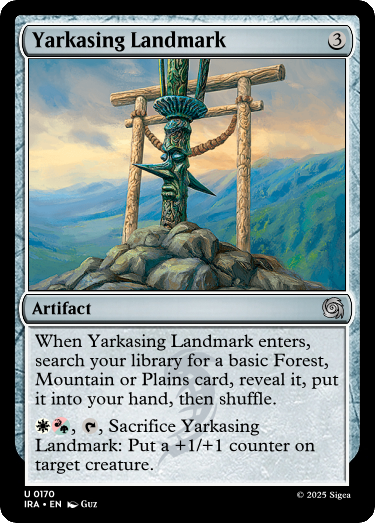 Yarkasing Landmark 3
Artifact
When Yarkasing Landmark enters,
search your library for a basic Forest,
Mountain or Plains card, reveal it, put
it into your hand, then shuffle.
, , Sacrifice Yarkasing
Landmark: Put a +1/+1 counter on
target creature.
U 0170
IRA • EN Guz © 2025 Sigea